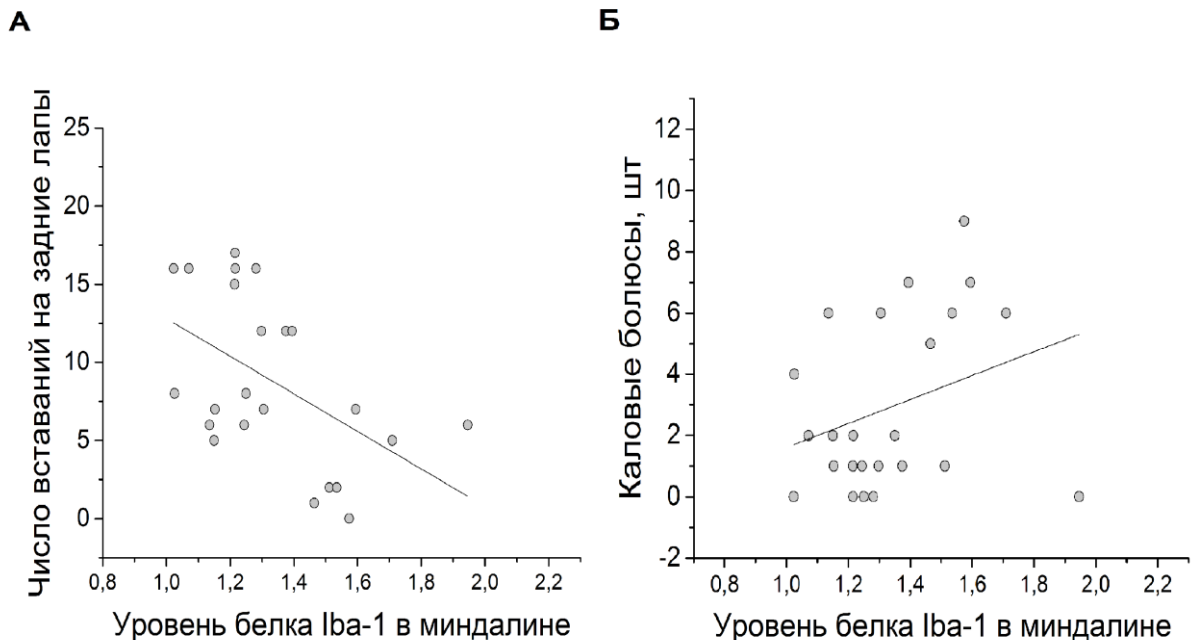 А
Число вставаний на задние лапы
25
20
15
10
5
0
0,8 1,0 1,2 1,4 1,6 1,8 2,0 2,2
Уровень белка Iba-1 в миндалине
Б
Каловые болюсы, шт
12
10
8
6
4
2
0
-2
0,8 1,0 1,2 1,4 1,6 1,8 2,0 2,2
Уровень белка Iba-1 в миндалине